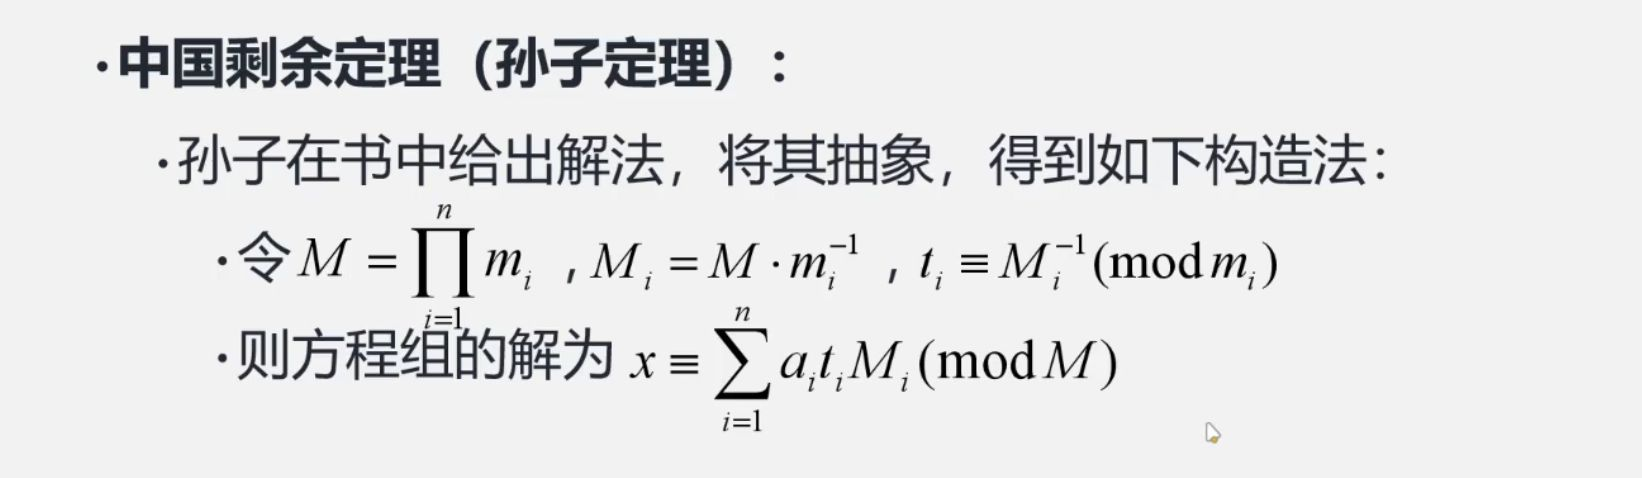 ·中国剩余定理（孙子定理）：
·孙子在书中给出解法，将其抽象，得到如下构造法：
·令 $M = \prod_{i=1}^{n} m_i$ , $M_i = M \cdot m_i^{-1}$ , $t_i \equiv M_i^{-1} (\bmod m_i)$
·则方程组的解为 $x \equiv \sum_{i=1}^{n} a_i t_i M_i (\bmod M)$